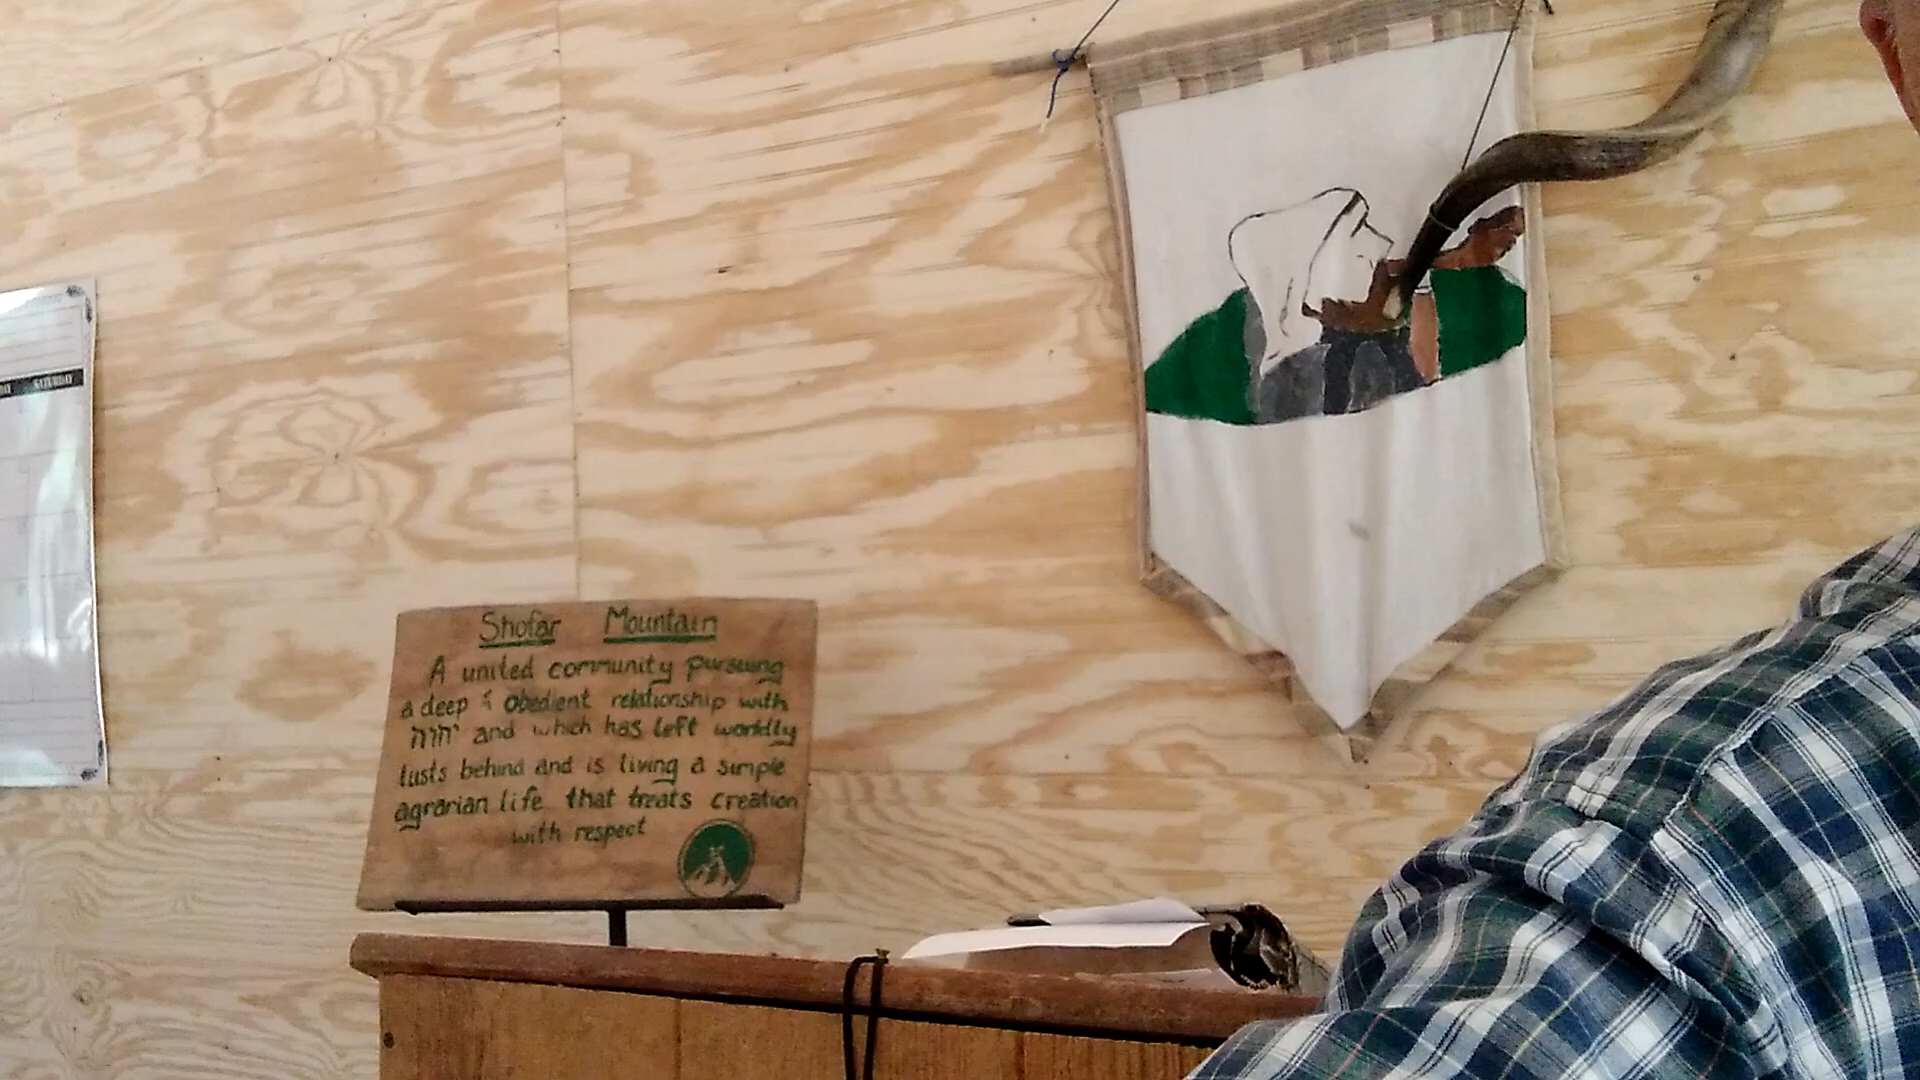 Shofar Mountain
A united community pursuing
a deep & obedient relationship with
יהוה and which has left worldly
lusts behind and is living a simple
agrarian life that treats creation
with respect
SATURDAY